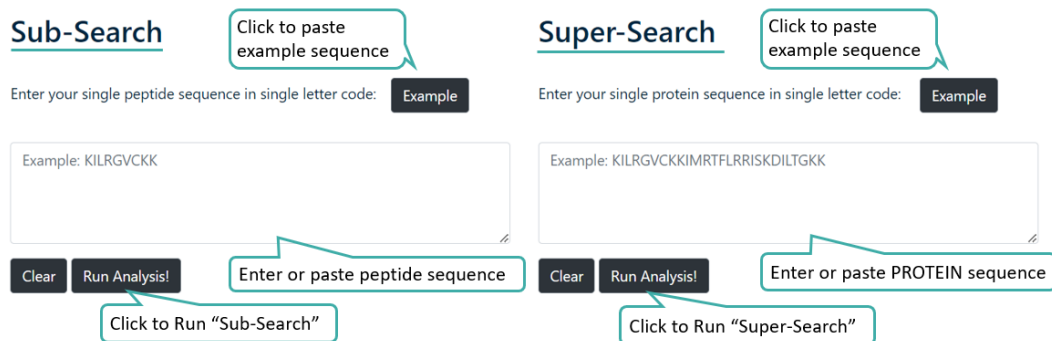 Sub-Search
Click to paste
example sequence
Enter your single peptide sequence in single letter code:
Example
Example: KILRGVCKK
Enter or paste peptide sequence
Clear
Run Analysis!
Click to Run “Sub-Search”
Super-Search
Click to paste
example sequence
Enter your single protein sequence in single letter code:
Example
Example: KILRGVCKKIMRTFLRRISKDILTGKK
Enter or paste PROTEIN sequence
Clear
Run Analysis!
Click to Run “Super-Search”